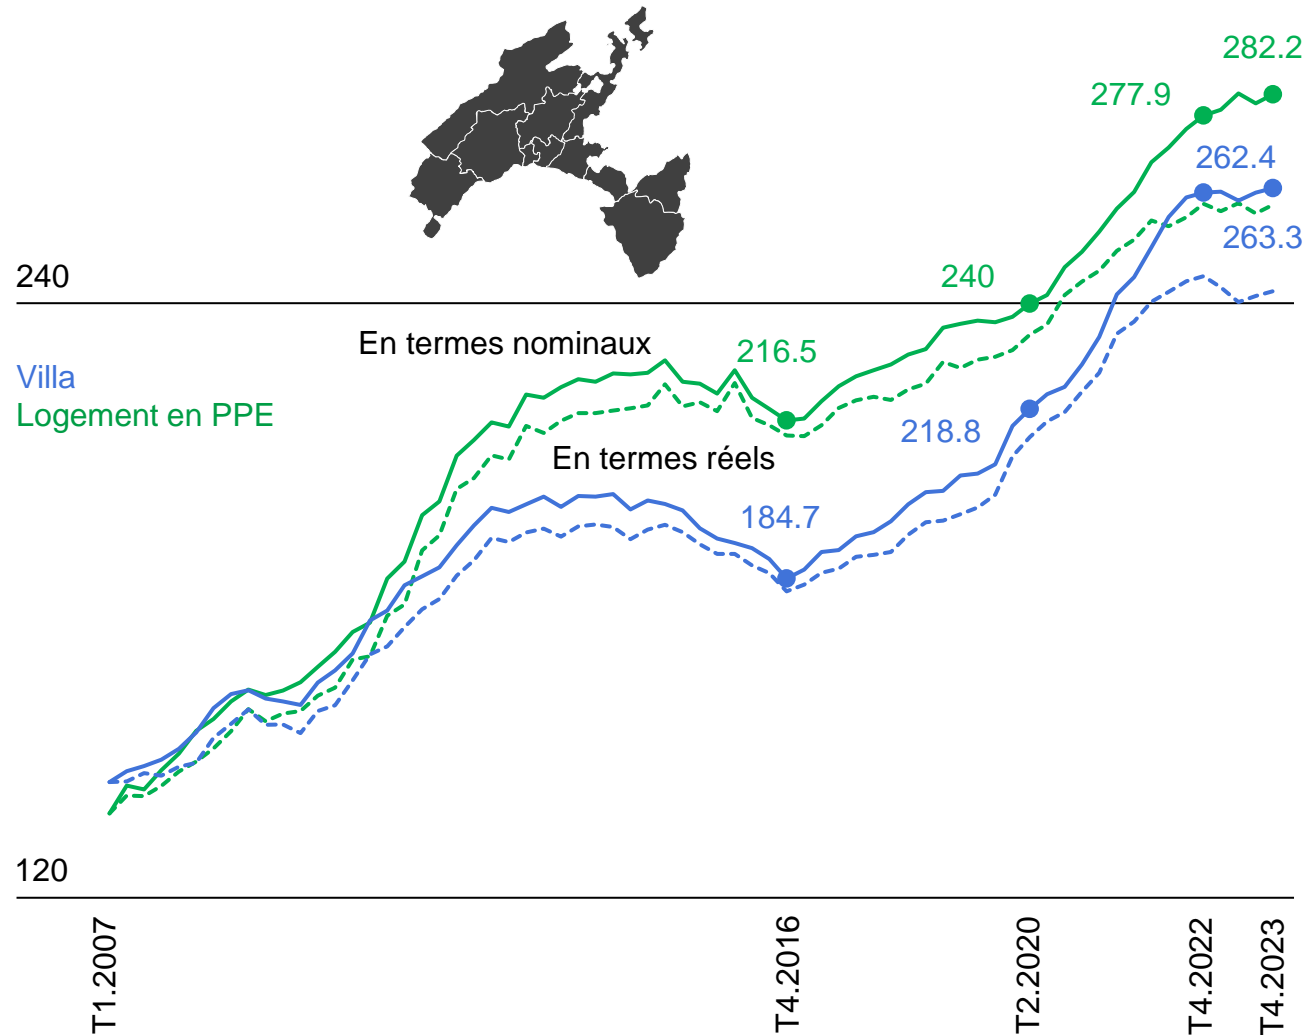 282.2
277.9
262.4
263.3
240
240
En termes nominaux
216.5
Villa
Logement en PPE
218.8
En termes réels
184.7
120
T1.2007
T4.2016
T2.2020
T4.2022
T4.2023